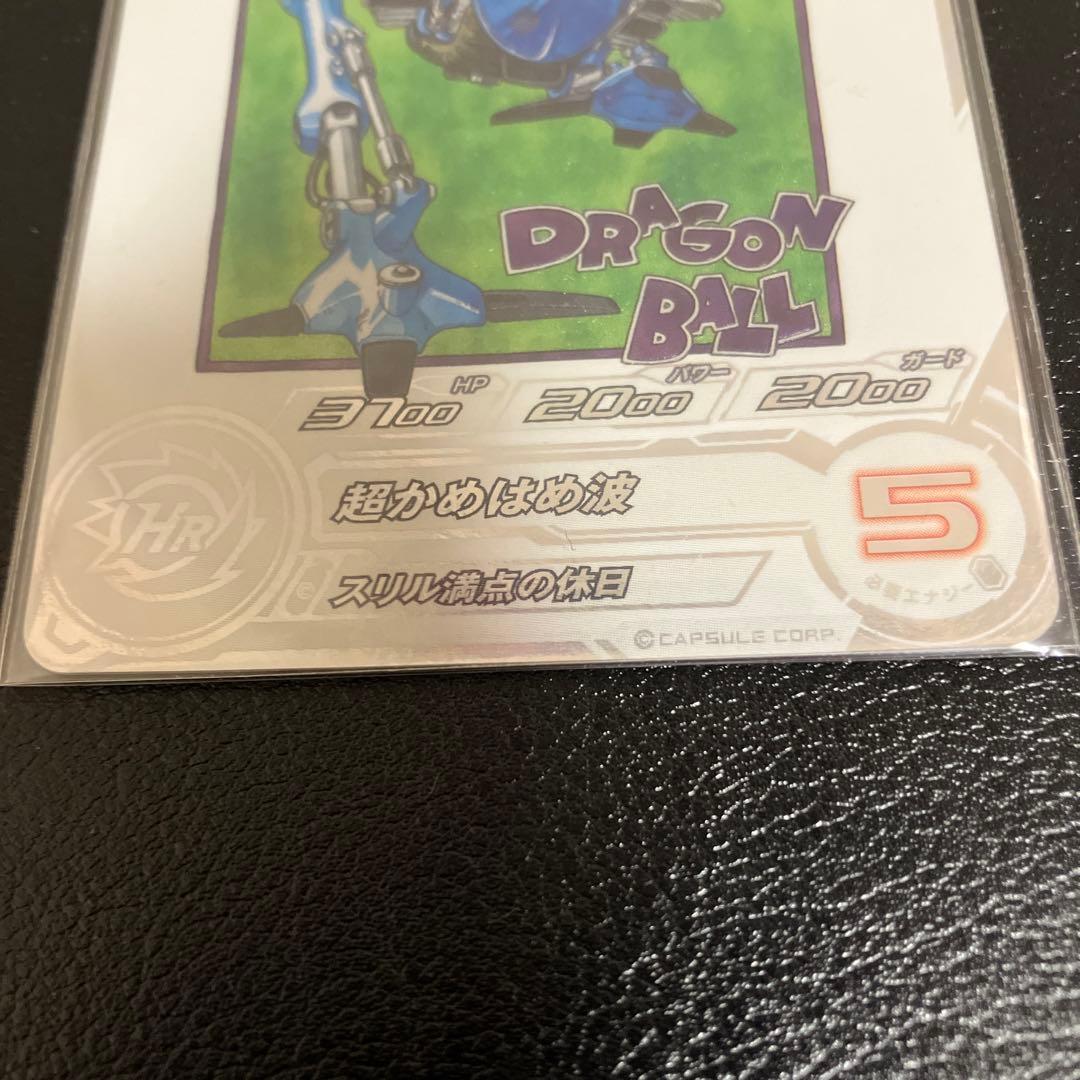 DRAGON
BALL
HP
3700
パワー
2000
ガード
2000
HR
超かめはめ波
5
スリル満点の休日
必要エナジー
©CAPSULE CORP.